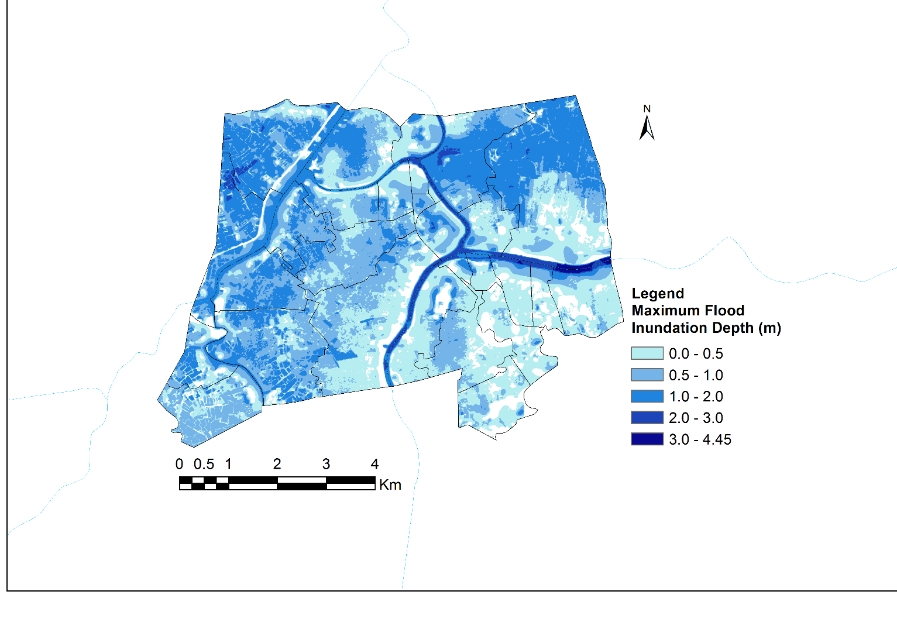 N
Legend
Maximum Flood
Inundation Depth (m)
0.0 - 0.5
0.5 - 1.0
1.0 - 2.0
2.0 - 3.0
3.0 - 4.45
0 0.5 1 2 3 4
Km